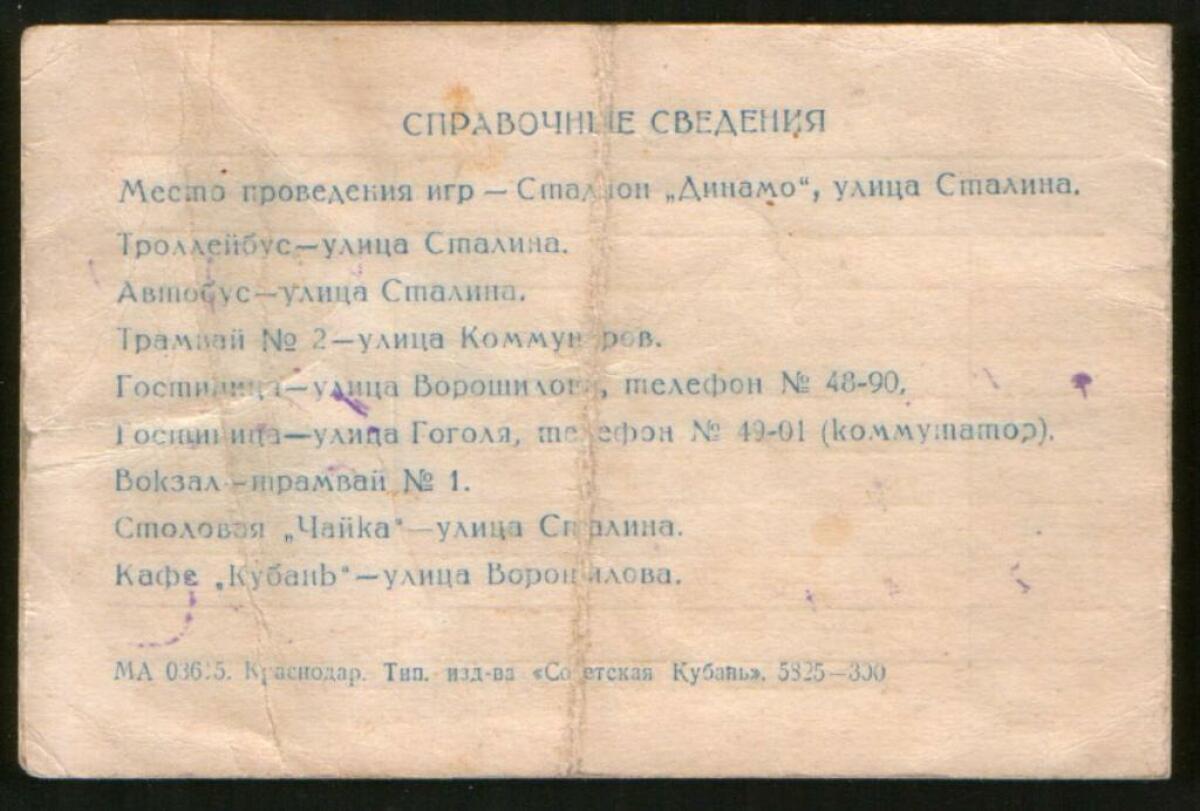 СПРАВОЧНЫЕ СВЕДЕНИЯ
Место проведения игр — Стадион „Динамо“, улица Сталина.
Троллейбус—улица Сталина.
Автобус—улица Сталина.
Трамвай № 2—улица Коммунаров.
Гостиница—улица Ворошилова, телефон № 48-90.
Гостиница—улица Гоголя, телефон № 49-01 (коммутатор).
Вокзал—трамвай № 1.
Столовая „Чайка“—улица Сталина.
Кафе „Кубань“—улица Ворошилова.
МА Краснодар. Тип. изд-ва «Советская Кубань». 5825—300